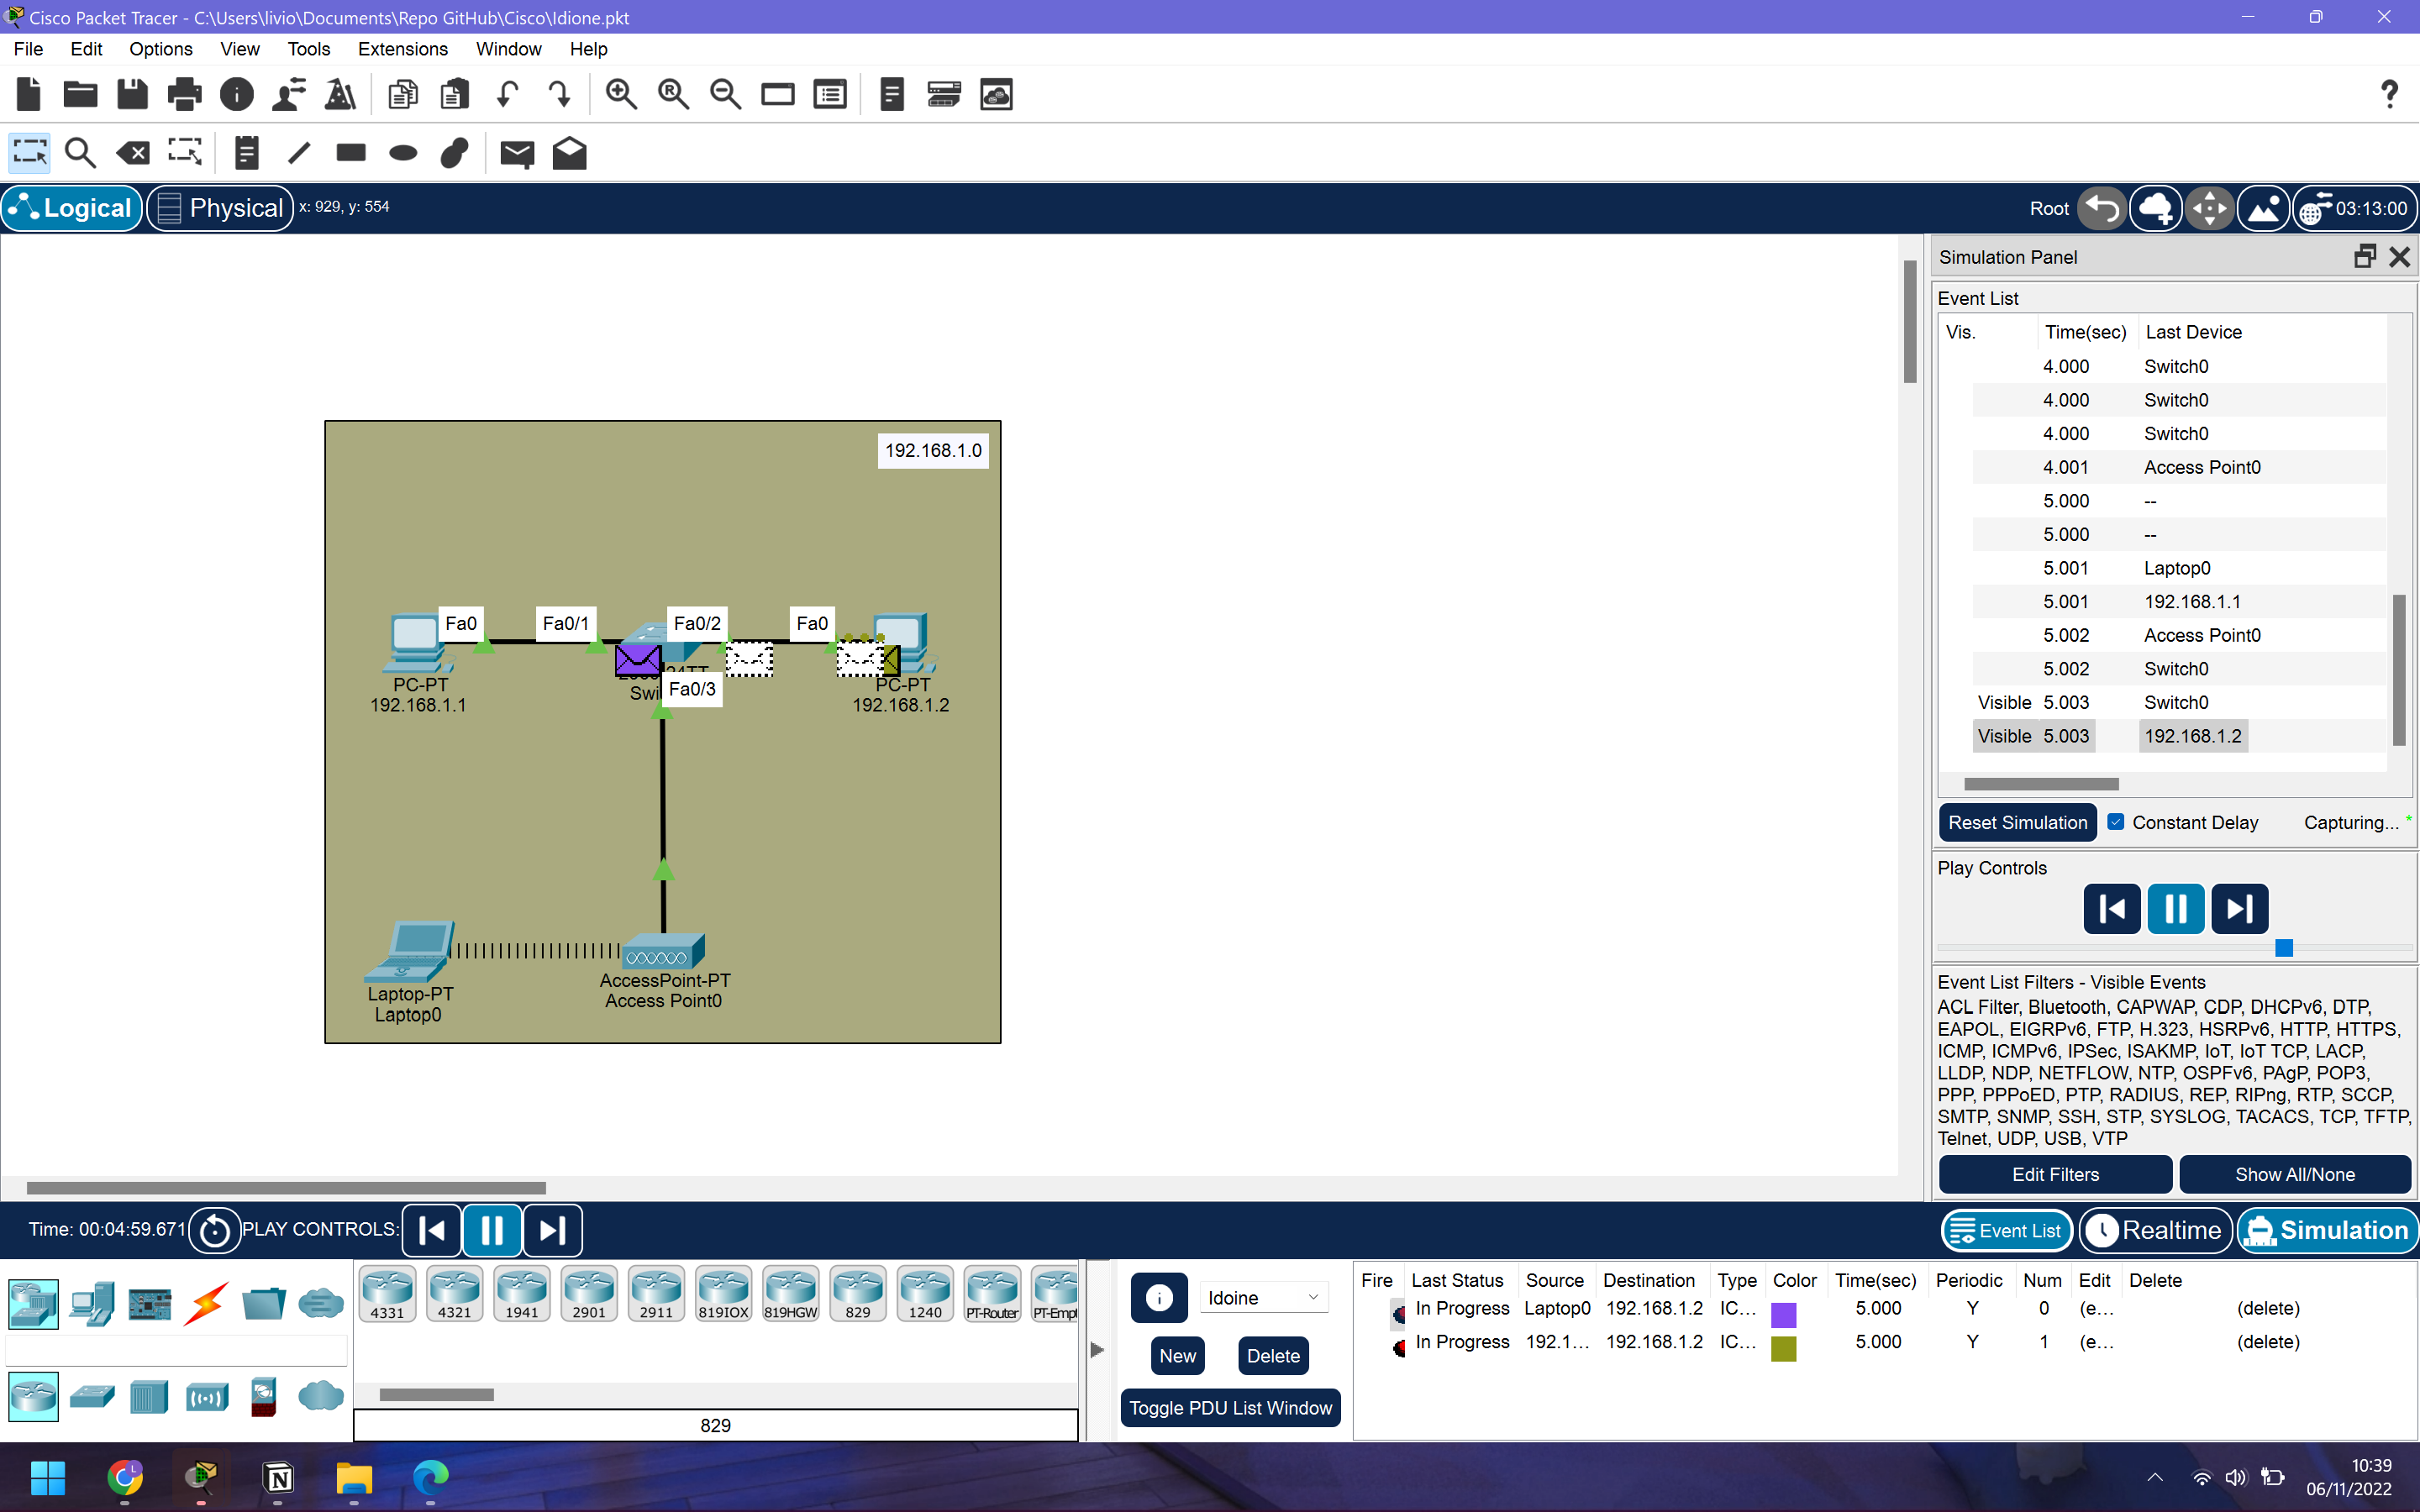 Cisco Packet Tracer - C:\Users\livio\Documents\Repo GitHub\Cisco\Idione.pkt
File Edit Options View Tools Extensions Window Help
Logical Physical x: 929, y: 554 Root 03:13:00
Simulation Panel
Event List
Vis. Time(sec) Last Device
4.000 Switch0
4.000 Switch0
4.000 Switch0
4.001 Access Point0
5.000 --
5.000 --
5.001 Laptop0
5.001 192.168.1.1
5.002 Access Point0
5.002 Switch0
Visible 5.003 Switch0
Visible 5.003 192.168.1.2
Reset Simulation Constant Delay Capturing... *
Play Controls
Event List Filters - Visible Events
ACL Filter, Bluetooth, CAPWAP, CDP, DHCPv6, DTP,
EAPOL, EIGRPv6, FTP, H.323, HSRPv6, HTTP, HTTPS,
ICMP, ICMPv6, IPSec, ISAKMP, IoT, IoT TCP, LACP,
LLDP, NDP, NETFLOW, NTP, OSPFv6, PAgP, POP3,
PPP, PPPoED, PTP, RADIUS, REP, RIPng, RTP, SCCP,
SMTP, SNMP, SSH, STP, SYSLOG, TACACS, TCP, TFTP,
Telnet, UDP, USB, VTP
Edit Filters Show All/None
192.168.1.0
Fa0 Fa0/1 Fa0/2 Fa0
PC-PT
192.168.1.1
Swi
Fa0/3
PC-PT
192.168.1.2
Laptop-PT
Laptop0
AccessPoint-PT
Access Point0
Time: 00:04:59.671 PLAY CONTROLS:
Event List Realtime Simulation
4331 4321 1941 2901 2911 819IOX 819HGW 829 1240 PT-Router PT-Empt
829
Idoine
New Delete
Toggle PDU List Window
Fire Last Status Source Destination Type Color Time(sec) Periodic Num Edit Delete
In Progress Laptop0 192.168.1.2 IC... 5.000 Y 0 (e... (delete)
In Progress 192.1... 192.168.1.2 IC... 5.000 Y 1 (e... (delete)
10:39
06/11/2022